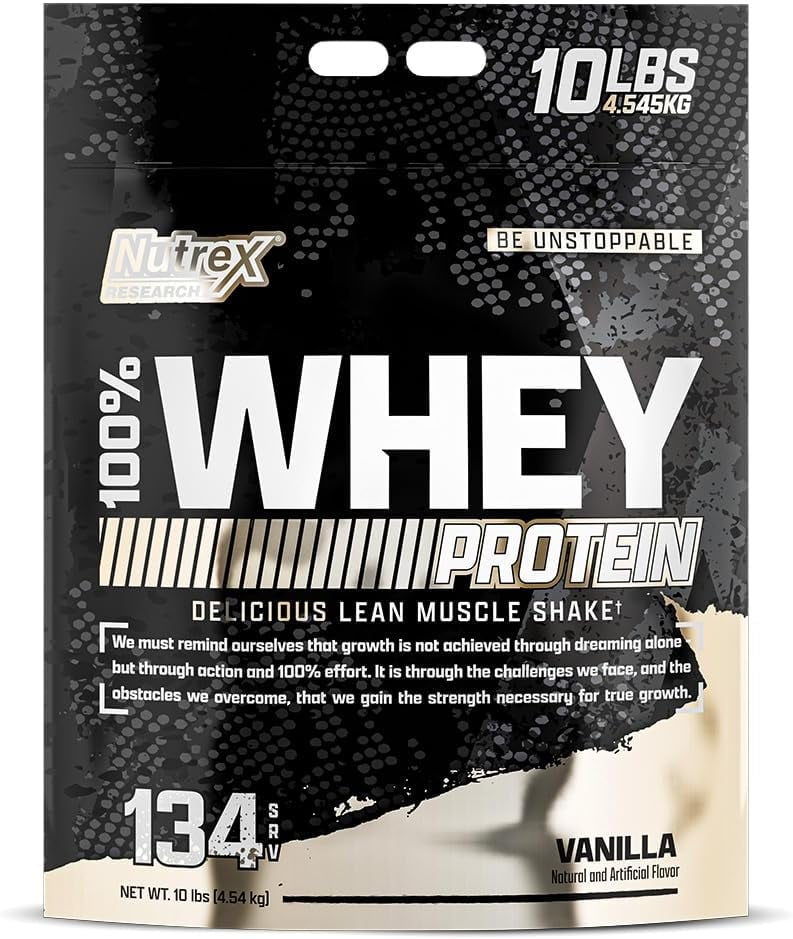 10LBS
4.545KG
Nutrex®
RESEARCH
BE UNSTOPPABLE
100%
WHEY
PROTEIN
DELICIOUS LEAN MUSCLE SHAKE†
We must remind ourselves that growth is not achieved through dreaming alone -
but through action and 100% effort. It is through the challenges we face, and the
obstacles we overcome, that we gain the strength necessary for true growth.
134 SRV
VANILLA
Natural and Artificial Flavor
NET WT. 10 lbs (4.54 kg)